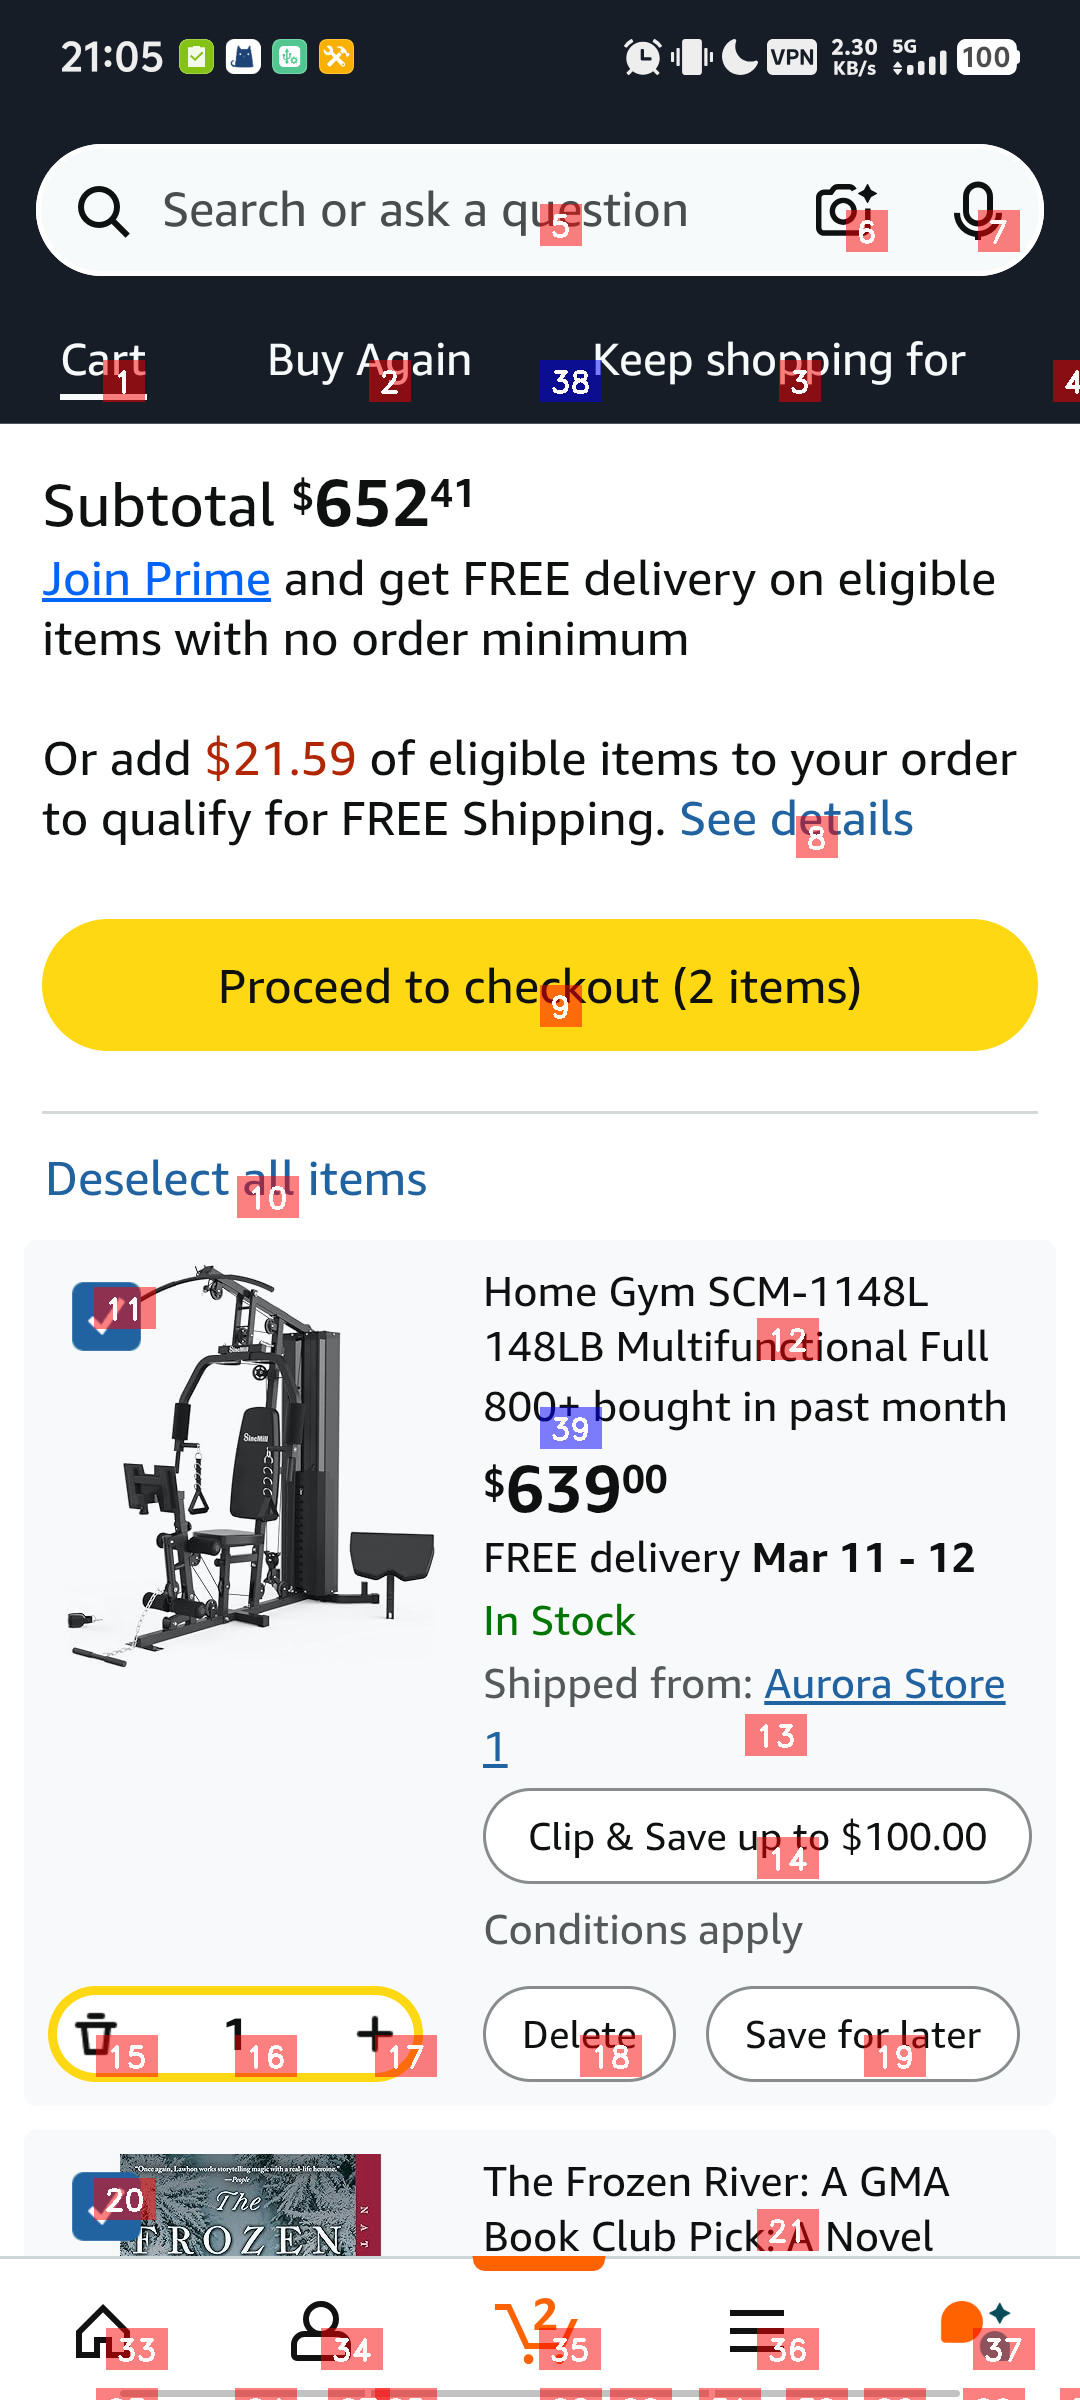 21:05
VPN
2.30 KB/s
5G
100
Search or ask a question
5
6
7
Cart
Buy Again
Keep shopping for
1
2
38
3
4
Subtotal $652.41
Join Prime and get FREE delivery on eligible
items with no order minimum
Or add $21.59 of eligible items to your order
to qualify for FREE Shipping. See details
8
Proceed to checkout (2 items)
9
Deselect all items
10
11
Home Gym SCM-1148L
148LB Multifunctional Full
12
800+ bought in past month
39
$639.00
FREE delivery Mar 11 - 12
In Stock
Shipped from: Aurora Store
1
13
Clip & Save up to $100.00
14
Conditions apply
SincMill
SincMill
1
Delete
Save for later
15
16
17
18
19
20
"Once again, Lawhon works storytelling magic with a real-life heroine."
—People
The
FROZEN
NAT
The Frozen River: A GMA
Book Club Pick: A Novel
21
2
33
34
35
36
37